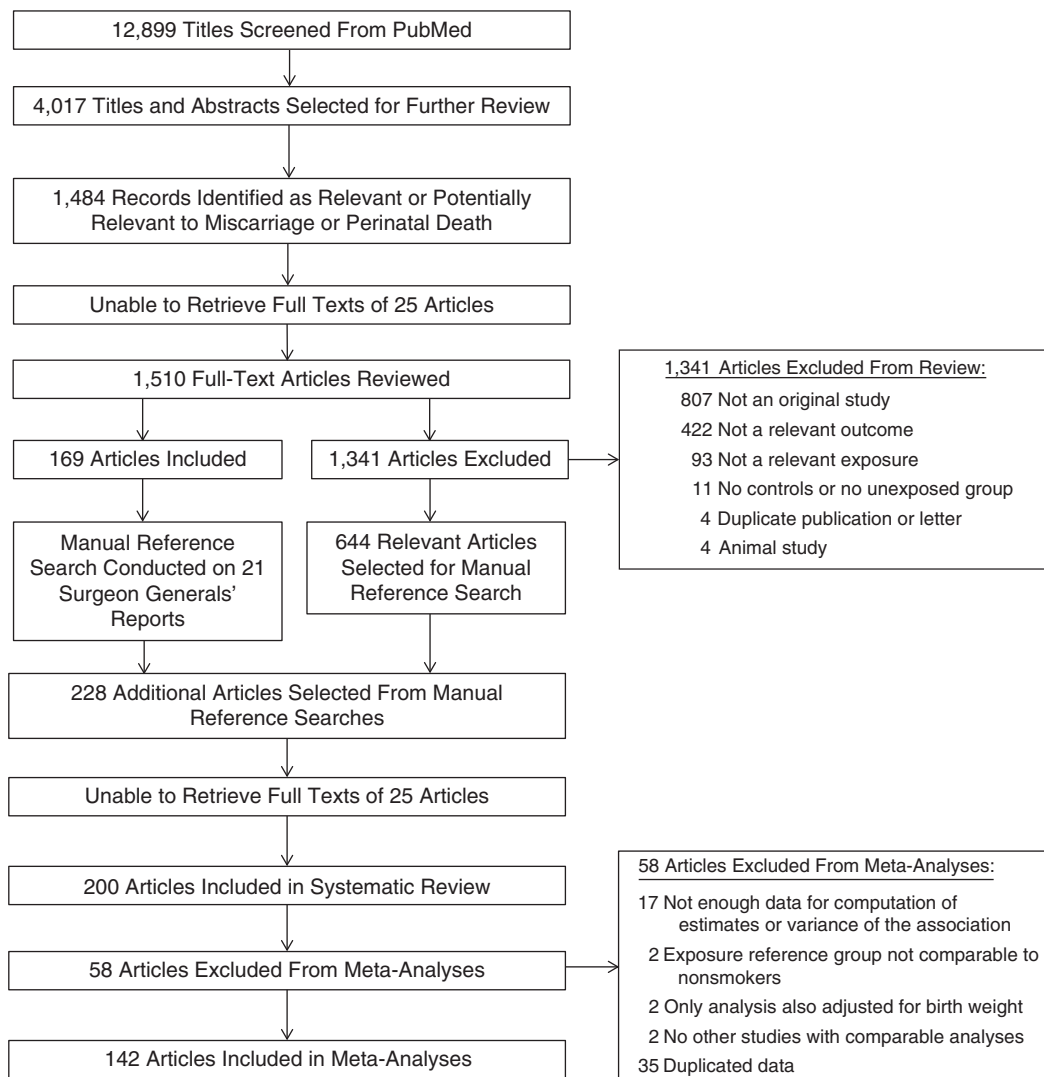 12,899 Titles Screened From PubMed
4,017 Titles and Abstracts Selected for Further Review
1,484 Records Identified as Relevant or Potentially
Relevant to Miscarriage or Perinatal Death
Unable to Retrieve Full Texts of 25 Articles
1,510 Full-Text Articles Reviewed
169 Articles Included
1,341 Articles Excluded
1,341 Articles Excluded From Review:
807 Not an original study
422 Not a relevant outcome
93 Not a relevant exposure
11 No controls or no unexposed group
4 Duplicate publication or letter
4 Animal study
Manual Reference
Search Conducted on 21
Surgeon Generals’
Reports
644 Relevant Articles
Selected for Manual
Reference Search
228 Additional Articles Selected From Manual
Reference Searches
Unable to Retrieve Full Texts of 25 Articles
200 Articles Included in Systematic Review
58 Articles Excluded From Meta-Analyses
58 Articles Excluded From Meta-Analyses:
17 Not enough data for computation of
estimates or variance of the association
2 Exposure reference group not comparable to
nonsmokers
2 Only analysis also adjusted for birth weight
2 No other studies with comparable analyses
35 Duplicated data
142 Articles Included in Meta-Analyses